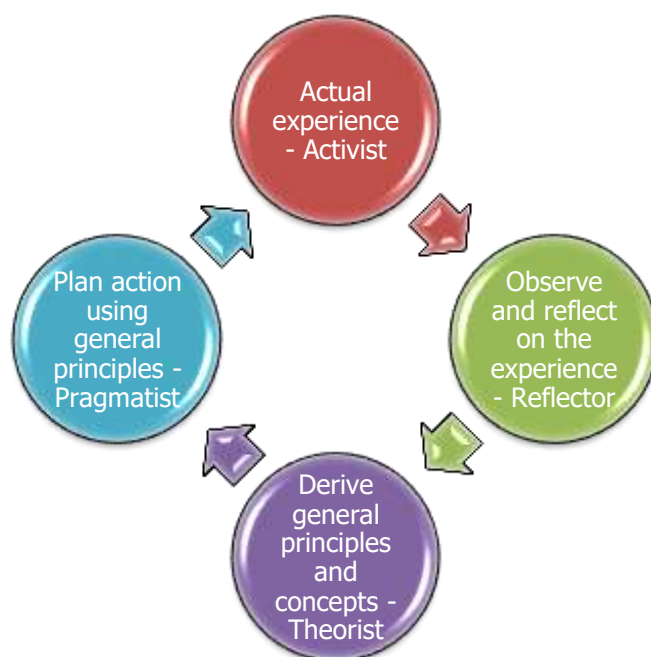 Actual
experience
- Activist
Observe
and reflect
on the
experience
- Reflector
Derive
general
principles
and
concepts -
Theorist
Plan action
using
general
principles -
Pragmatist